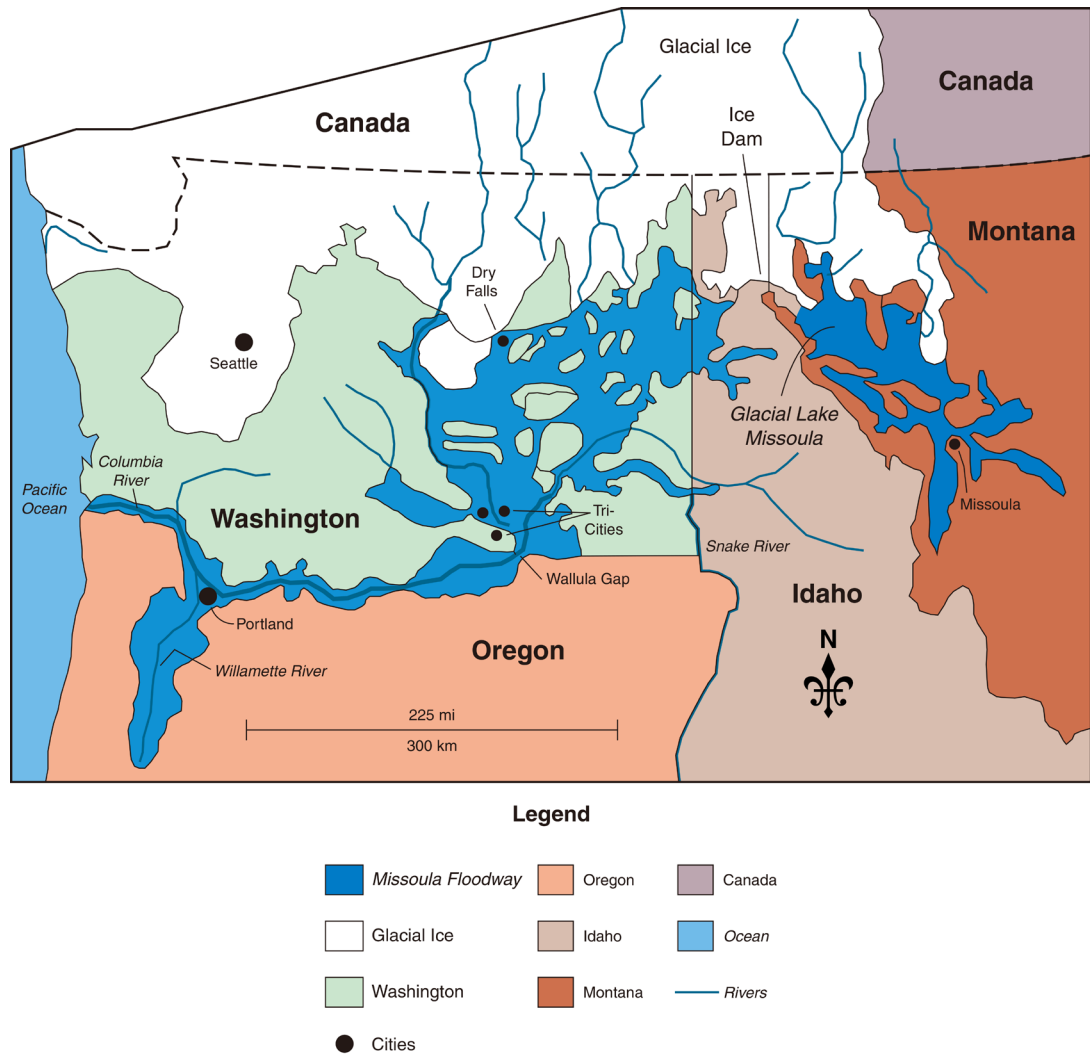 Glacial Ice
Canada
Canada
Ice
Dam
Montana
Dry
Falls
Seattle
Glacial Lake
Missoula
Columbia
River
Pacific
Ocean
Washington
Tri-
Cities
Missoula
Snake River
Wallula Gap
Idaho
Portland
Oregon
N
Willamette River
225 mi
300 km
Legend
Missoula Floodway
Oregon
Canada
Glacial Ice
Idaho
Ocean
Washington
Montana
Rivers
Cities